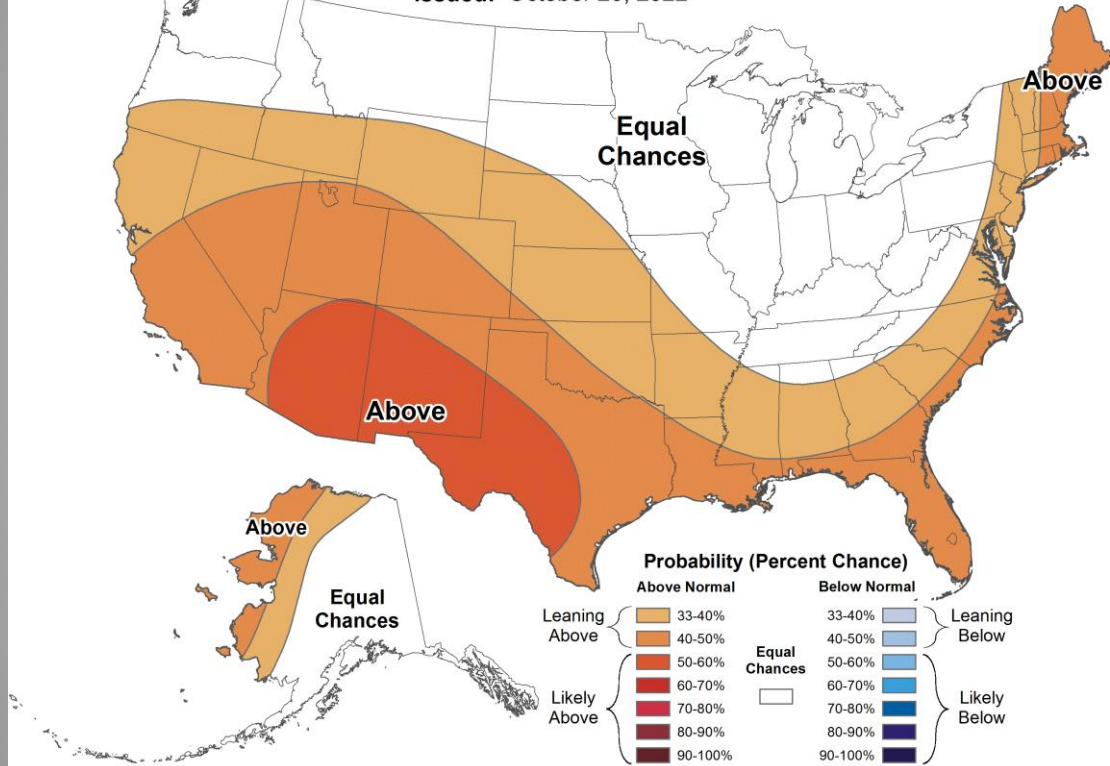 Above
Equal
Chances
Above
Above
Equal
Chances
Probability (Percent Chance)
Above Normal
Below Normal
Leaning
Above
33-40%
40-50%
Likely
Above
50-60%
60-70%
70-80%
80-90%
90-100%
Equal
Chances
33-40%
40-50%
Leaning
Below
50-60%
60-70%
70-80%
80-90%
90-100%
Likely
Below